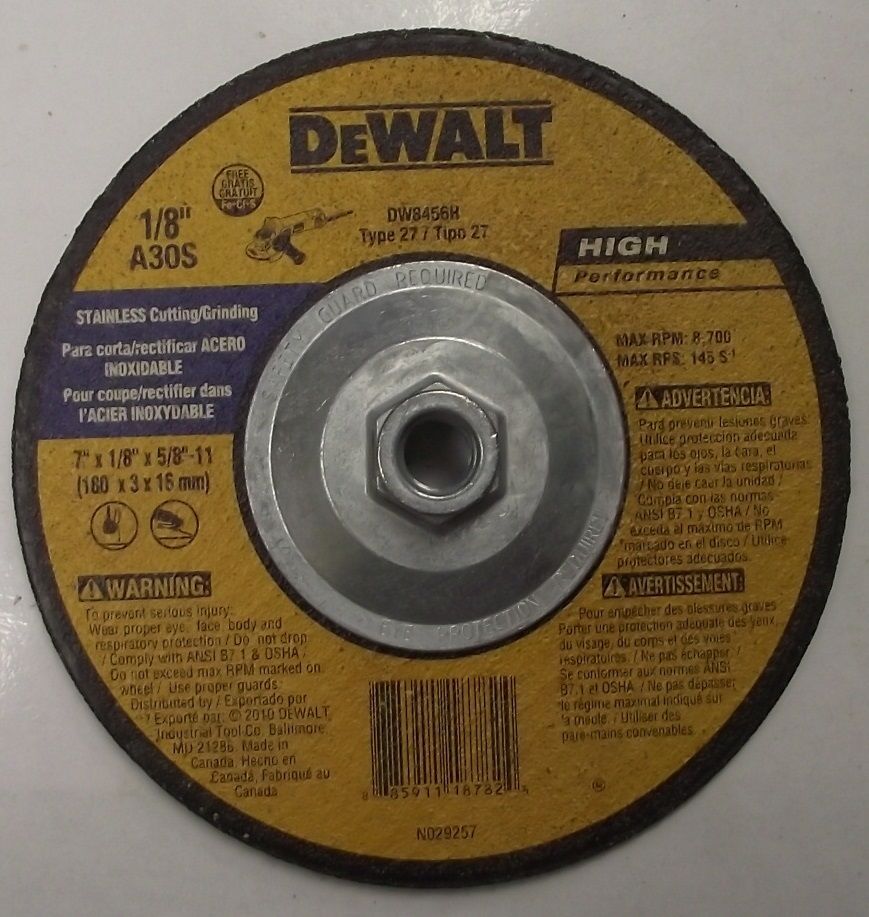 DEWALT
FREE
GRATIS
GRATUIT
Fe-Cl-S
1/8"
A30S
DW8456H
Type 27 / Tipo 27
HIGH
Performance
STAINLESS Cutting/Grinding
Para corta/rectificar ACERO
INOXIDABLE
Pour coupe/rectifier dans
l'ACIER INOXYDABLE
7" x 1/8" x 5/8"-11
(180 x 3 x 16 mm)
MAX RPM: 8,700
MAX RPS: 145 S-1
SAFETY GUARD REQUIRED
EYE PROTECTION REQUIRED
ADVERTENCIA:
Para prevenir lesiones graves:
Utilice protección adecuada
para los ojos, la cara, el
cuerpo y las vías respiratorias
/ No deje caer la unidad /
Cumpla con las normas
ANSI B7.1 y OSHA / No
exceda el máximo de RPM
marcado en el disco / Utilice
protectores adecuados.
WARNING:
To prevent serious injury:
Wear proper eye, face, body and
respiratory protection / Do not drop
/ Comply with ANSI B7.1 & OSHA /
Do not exceed max RPM marked on
wheel / Use proper guards.
Distributed by / Exportado por
/ Exporté par: © 2010 DEWALT
Industrial Tool Co. Baltimore
MD 21286. Made in
Canada. Hecho en
Canadá, Fabriqué au
Canada
AVERTISSEMENT:
Pour empêcher des blessures graves
Porter une protection adéquate des yeux,
du visage, du corps et des voies
respiratoires. / Ne pas échapper. /
Se conformer aux normes ANSI
B7.1 et OSHA / Ne pas dépasser
le régime maximal indiqué sur
la meule. / Utiliser des
pare-mains convenables.
85911 18782
N029257